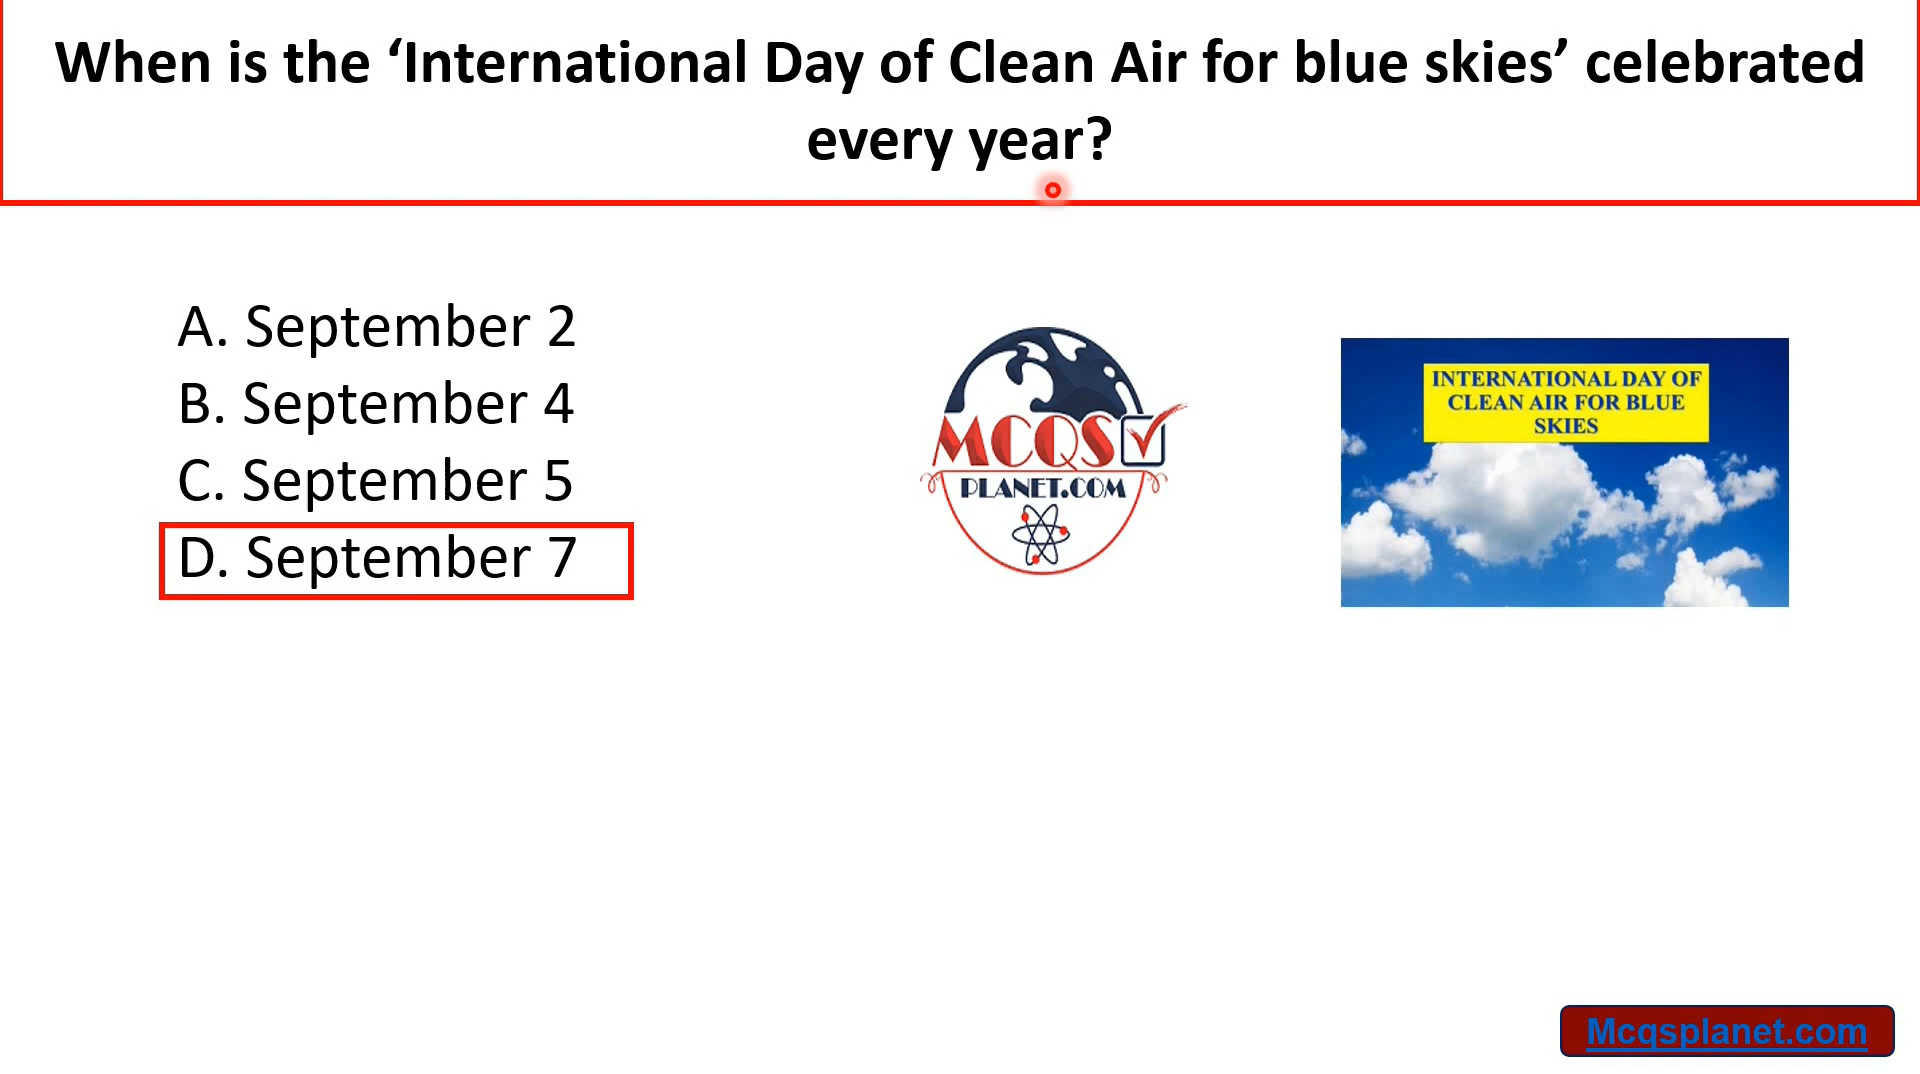 When is the ‘International Day of Clean Air for blue skies’ celebrated
every year?
A. September 2
B. September 4
C. September 5
D. September 7
MCQS
PLANET.COM
INTERNATIONAL DAY OF
CLEAN AIR FOR BLUE
SKIES
Mcqsplanet.com